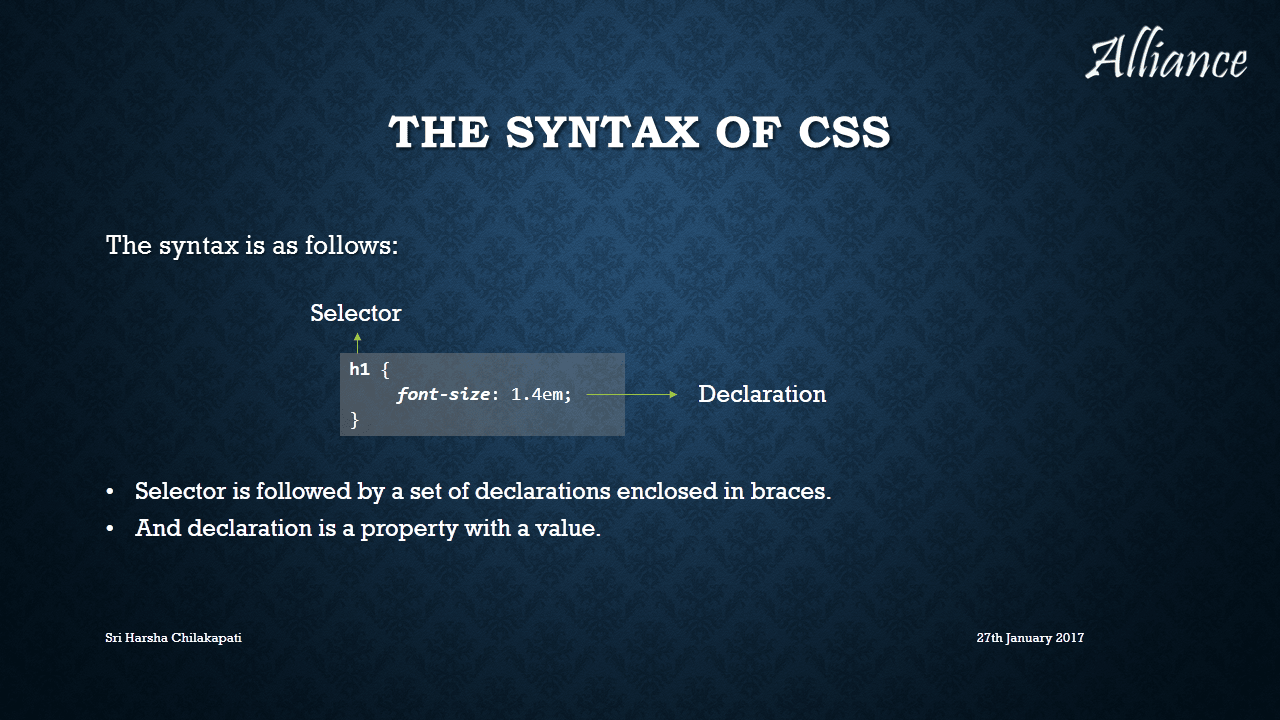 Alliance
THE SYNTAX OF CSS
The syntax is as follows:
Selector
h1 {
font-size: 1.4em;
Declaration
}
• Selector is followed by a set of declarations enclosed in braces.
• And declaration is a property with a value.
Sri Harsha Chilakapati
27th January 2017